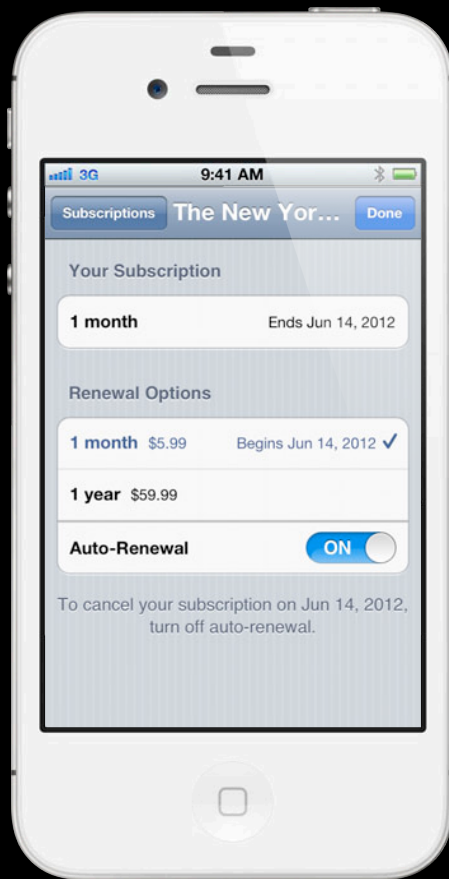 3G 9:41 AM
Subscriptions The New Yor... Done
Your Subscription
1 month Ends Jun 14, 2012
Renewal Options
1 month $5.99 Begins Jun 14, 2012
1 year $59.99
Auto-Renewal ON
To cancel your subscription on Jun 14, 2012,
turn off auto-renewal.